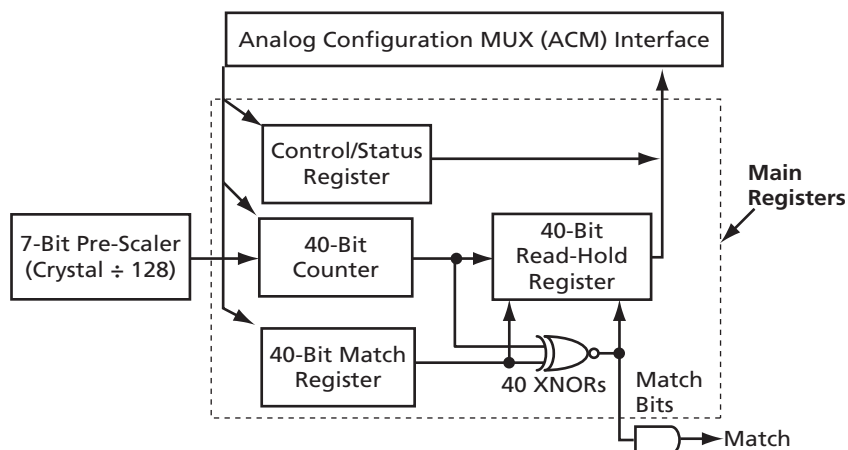 Analog Configuration MUX (ACM) Interface
Control/Status
Register
Main
Registers
7-Bit Pre-Scaler
(Crystal ÷ 128)
40-Bit
Counter
40-Bit
Read-Hold
Register
40-Bit Match
Register
40 XNORs
Match
Bits
Match